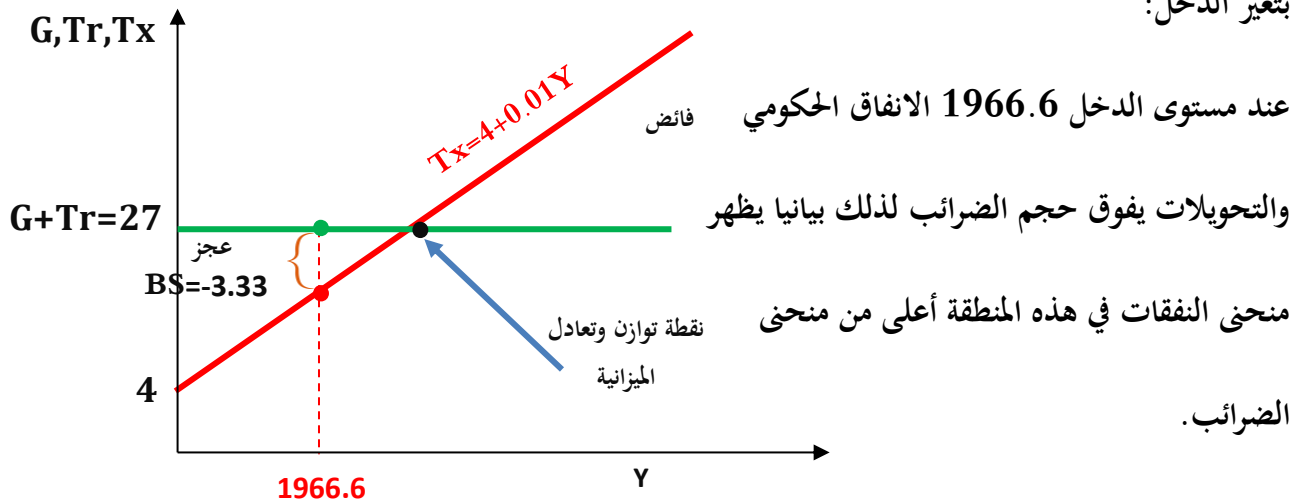 بتغير الدخل:
عند مستوى الدخل 1966.6 الانفاق الحكومي
والتحويلات يفوق حجم الضرائب لذلك بيانيا يظهر
منحنى النفقات في هذه المنطقة أعلى من منحنى
الضرائب.
G,Tr,Tx
Tx=4+0.01Y
فائض
G+Tr=27
عجز
BS=-3.33
نقطة توازن وتعادل
الميزانية
4
Y
1966.6